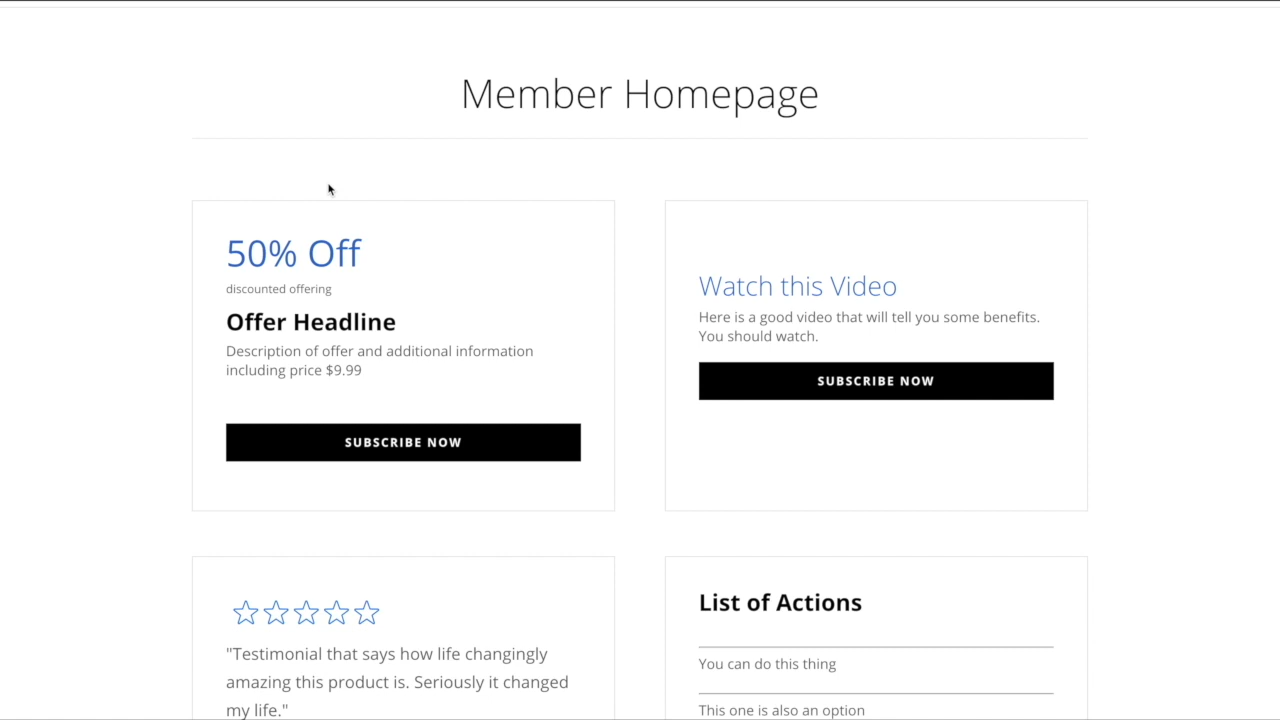 Member Homepage
50% Off
discounted offering
Offer Headline
Description of offer and additional information
including price $9.99
SUBSCRIBE NOW
Watch this Video
Here is a good video that will tell you some benefits.
You should watch.
SUBSCRIBE NOW
"Testimonial that says how life changingly
amazing this product is. Seriously it changed
my life."
List of Actions
You can do this thing
This one is also an option